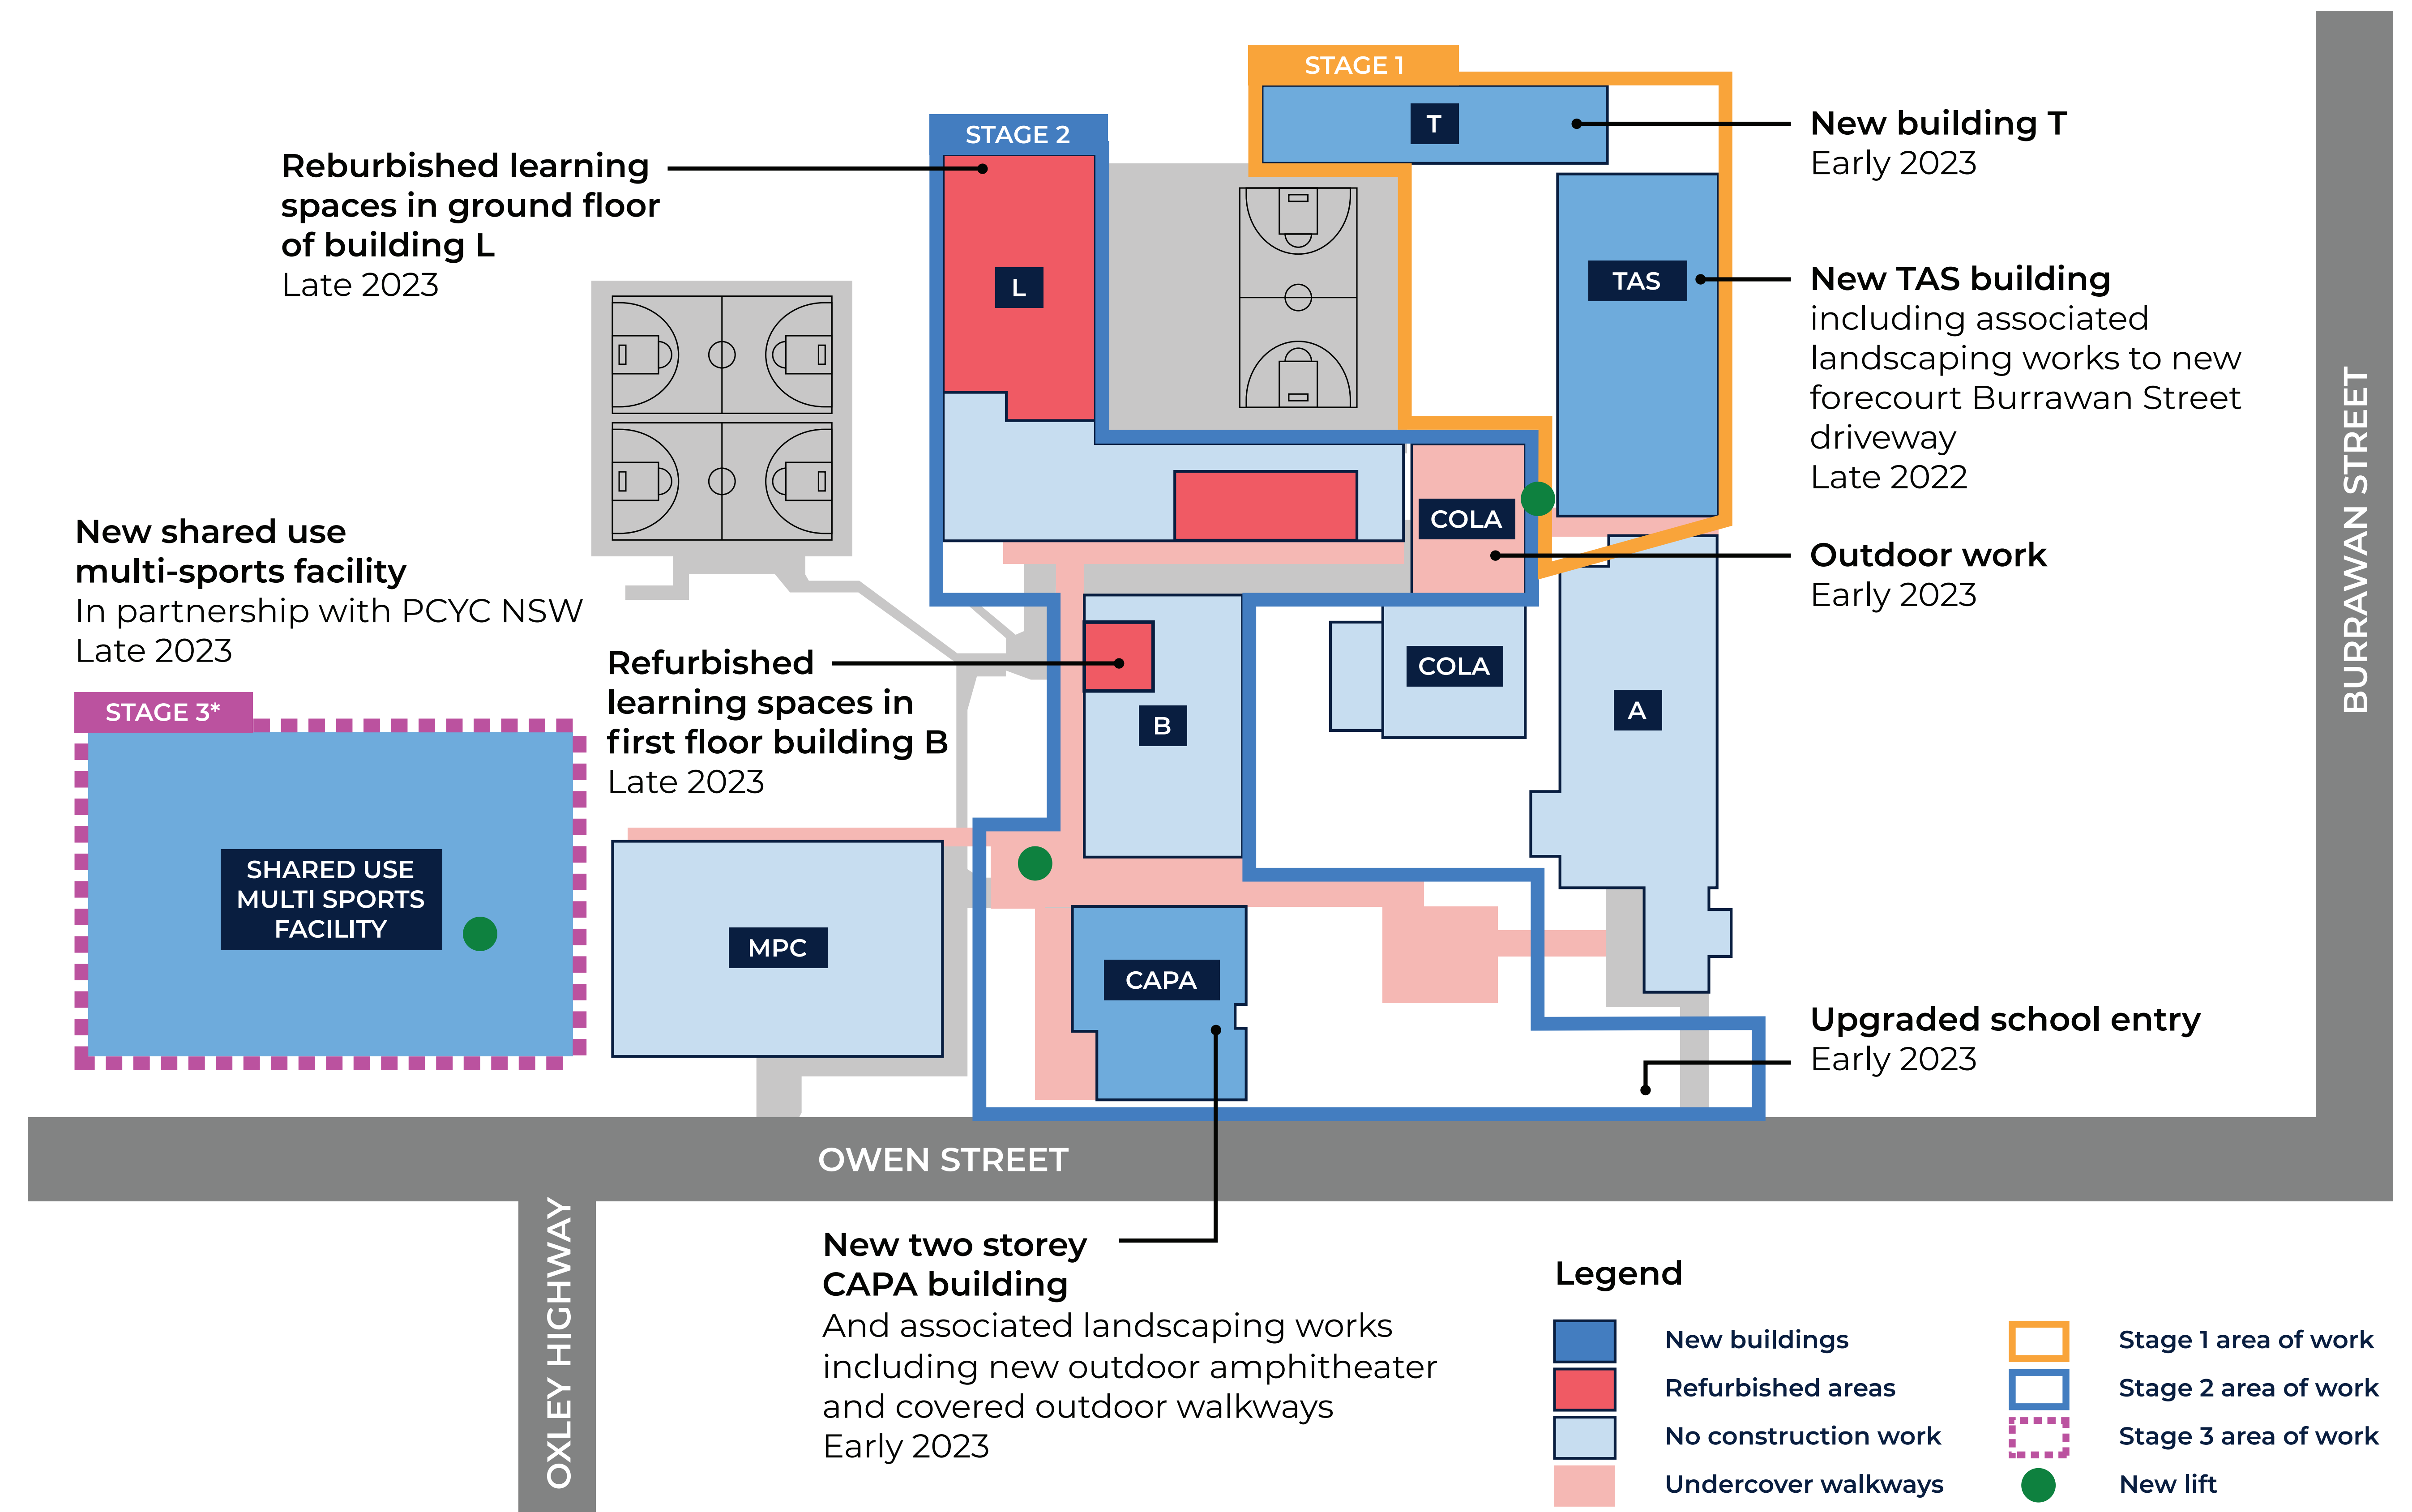 STAGE 1
STAGE 2
T
New building T
Early 2023
Reburbished learning
spaces in ground floor
of building L
Late 2023
L
TAS
New TAS building
including associated
landscaping works to new
forecourt Burrawan Street
driveway
Late 2022
BURRAWAN STREET
COLA
Outdoor work
Early 2023
New shared use
multi-sports facility
In partnership with PCYC NSW
Late 2023
Refurbished
learning spaces in
first floor building B
Late 2023
COLA
B
A
STAGE 3*
SHARED USE
MULTI SPORTS
FACILITY
MPC
CAPA
Upgraded school entry
Early 2023
OWEN STREET
OXLEY HIGHWAY
New two storey
CAPA building
And associated landscaping works
including new outdoor amphitheater
and covered outdoor walkways
Early 2023
Legend
New buildings
Refurbished areas
No construction work
Undercover walkways
Stage 1 area of work
Stage 2 area of work
Stage 3 area of work
New lift